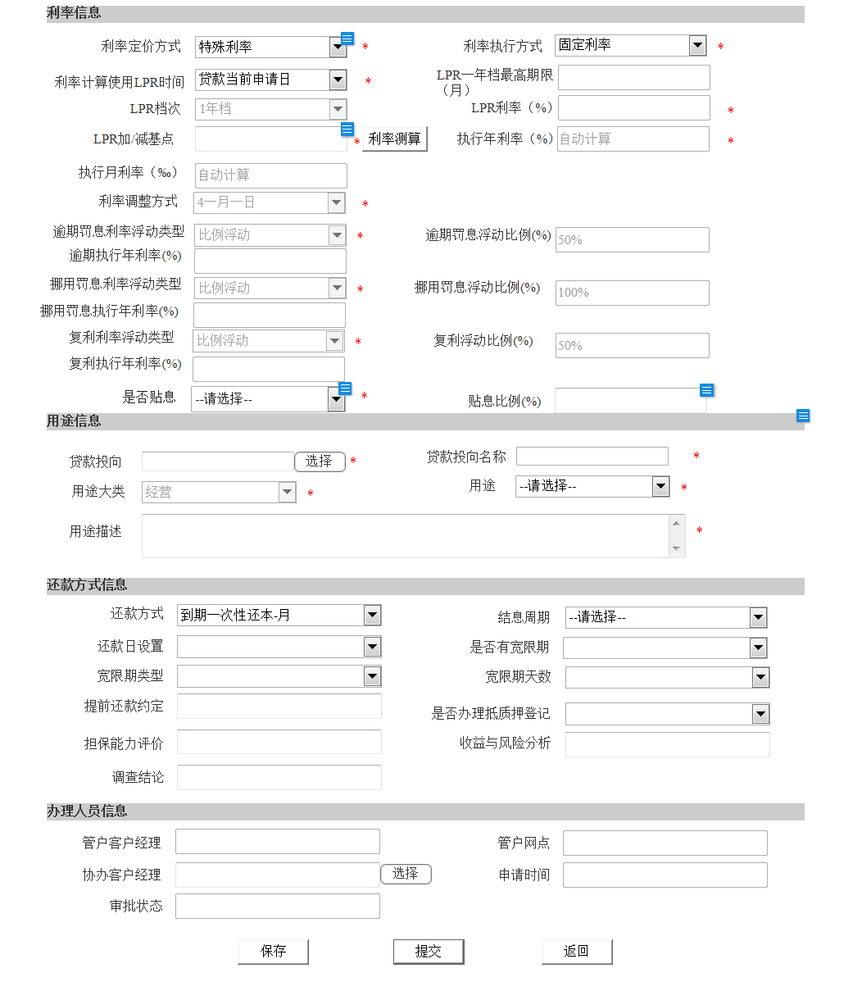 利率信息
利率定价方式 特殊利率 * 利率执行方式 固定利率 *
利率计算使用LPR时间 贷款当前申请日 * LPR一年档最高期限
（月）
LPR档次 1年档 LPR利率（%） *
LPR加/减基点 * 利率测算 执行年利率（%） 自动计算 *
执行月利率（‰） 自动计算
利率调整方式 4一月一日 *
逾期罚息利率浮动类型 比例浮动 * 逾期罚息浮动比例(%) 50%
逾期执行年利率(%)
挪用罚息利率浮动类型 比例浮动 * 挪用罚息浮动比例(%) 100%
挪用罚息执行年利率(%)
复利利率浮动类型 比例浮动 * 复利浮动比例(%) 50%
复利执行年利率(%)
是否贴息 --请选择-- * 贴息比例(%)
用途信息
贷款投向 选择 * 贷款投向名称 *
用途大类 经营 * 用途 --请选择-- *
用途描述 *
还款方式信息
还款方式 到期一次性还本-月 结息周期 --请选择--
还款日设置 是否有宽限期
宽限期类型 宽限期天数
提前还款约定 是否办理抵质押登记
担保能力评价 收益与风险分析
调查结论
办理人员信息
管户客户经理 管户网点
协办客户经理 选择 申请时间
审批状态
保存 提交 返回